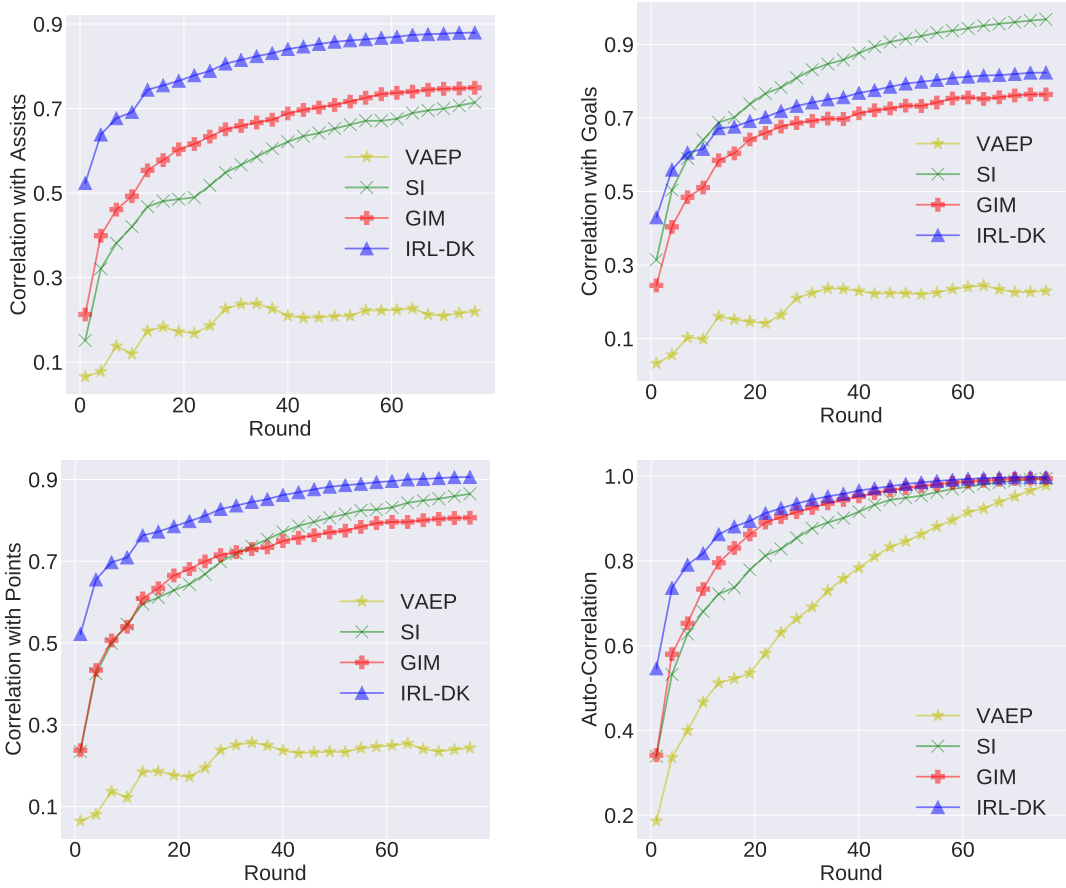 Correlation with Assists
0.9
0.7
0.5
0.3
0.1
VAEP
SI
GIM
IRL-DK
0 20 40 60
Round
Correlation with Goals
0.9
0.7
0.5
0.3
0.1
VAEP
SI
GIM
IRL-DK
0 20 40 60
Round
Correlation with Points
0.9
0.7
0.5
0.3
0.1
VAEP
SI
GIM
IRL-DK
0 20 40 60
Round
Auto-Correlation
1.0
0.8
0.6
0.4
0.2
VAEP
SI
GIM
IRL-DK
0 20 40 60
Round